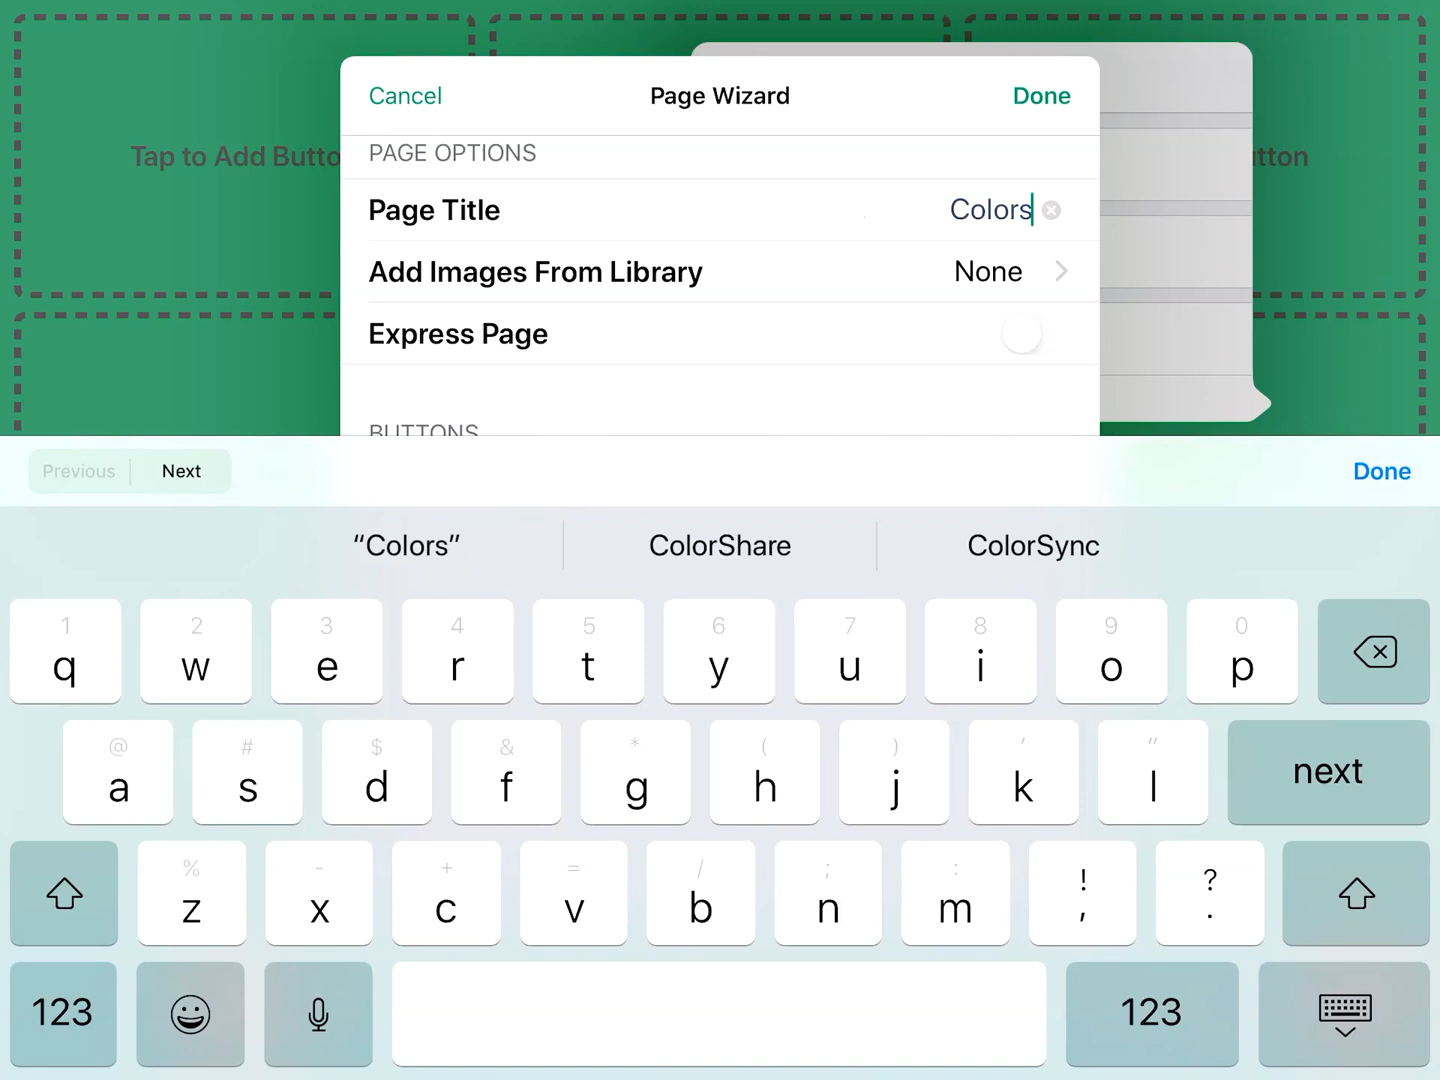 Tap to Add Butto
tton
Cancel
Page Wizard
Done
PAGE OPTIONS
Page Title
Colors
Add Images From Library
None
Express Page
BUTTONS
Previous
Next
Done
“Colors”
ColorShare
ColorSync
1 2 3 4 5 6 7 8 9 0
q w e r t y u i o p
@ # $ & * ( ) ' "
a s d f g h j k l
next
% - + = / ; : ! ?
z x c v b n m , .
123
123